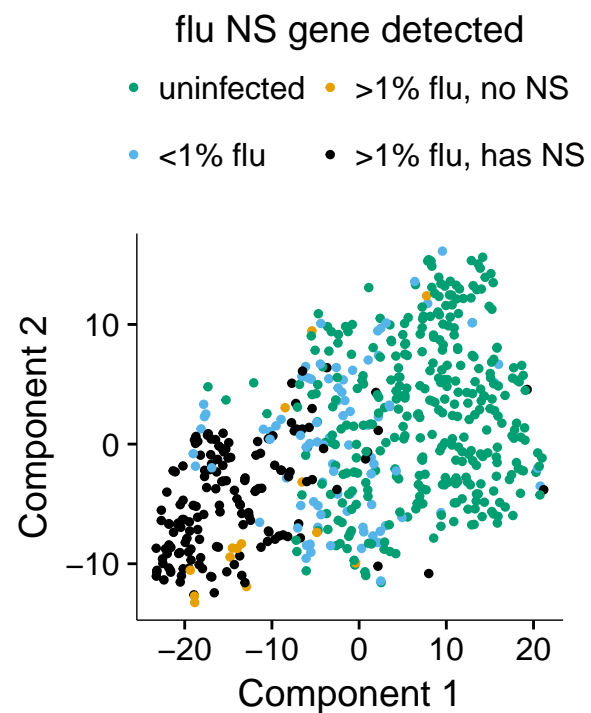 flu NS gene detected
uninfected >1% flu, no NS
<1% flu >1% flu, has NS
Component 2
10
0
−10
−20 −10 0 10 20
Component 1